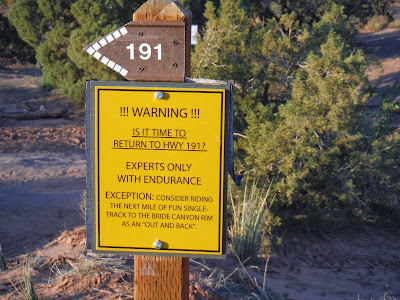 191
!!! WARNING !!!
IS IT TIME TO
RETURN TO HWY 191?
EXPERTS ONLY
WITH ENDURANCE
EXCEPTION: CONSIDER RIDING
THE NEXT MILE OF FUN SINGLE-
TRACK TO THE BRIDE CANYON RIM
AS AN "OUT AND BACK".